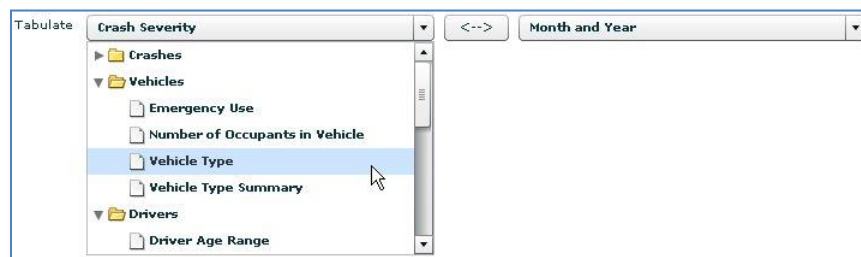 Tabulate Crash Severity <--> Month and Year
Crashes
Vehicles
Emergency Use
Number of Occupants in Vehicle
Vehicle Type
Vehicle Type Summary
Drivers
Driver Age Range